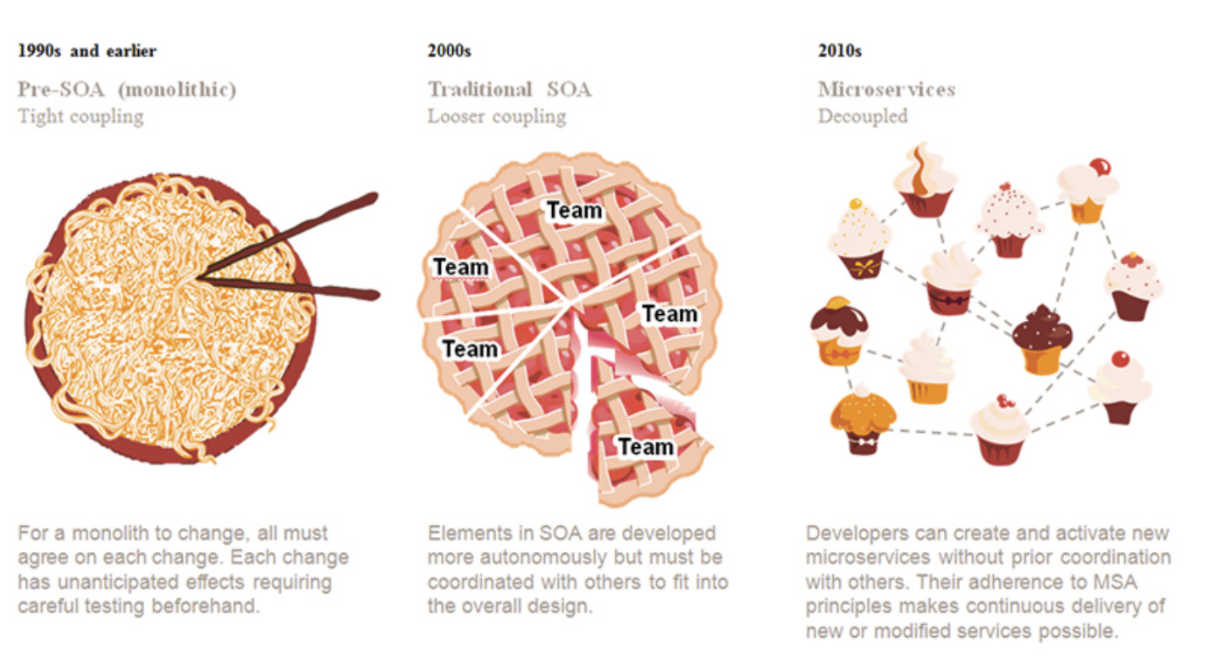 1990s and earlier
Pre-SOA (monolithic)
Tight coupling
For a monolith to change, all must
agree on each change. Each change
has unanticipated effects requiring
careful testing beforehand.
2000s
Traditional SOA
Looser coupling
Team
Team
Team
Team
Team
Elements in SOA are developed
more autonomously but must be
coordinated with others to fit into
the overall design.
2010s
Microservices
Decoupled
Developers can create and activate new
microservices without prior coordination
with others. Their adherence to MSA
principles makes continuous delivery of
new or modified services possible.